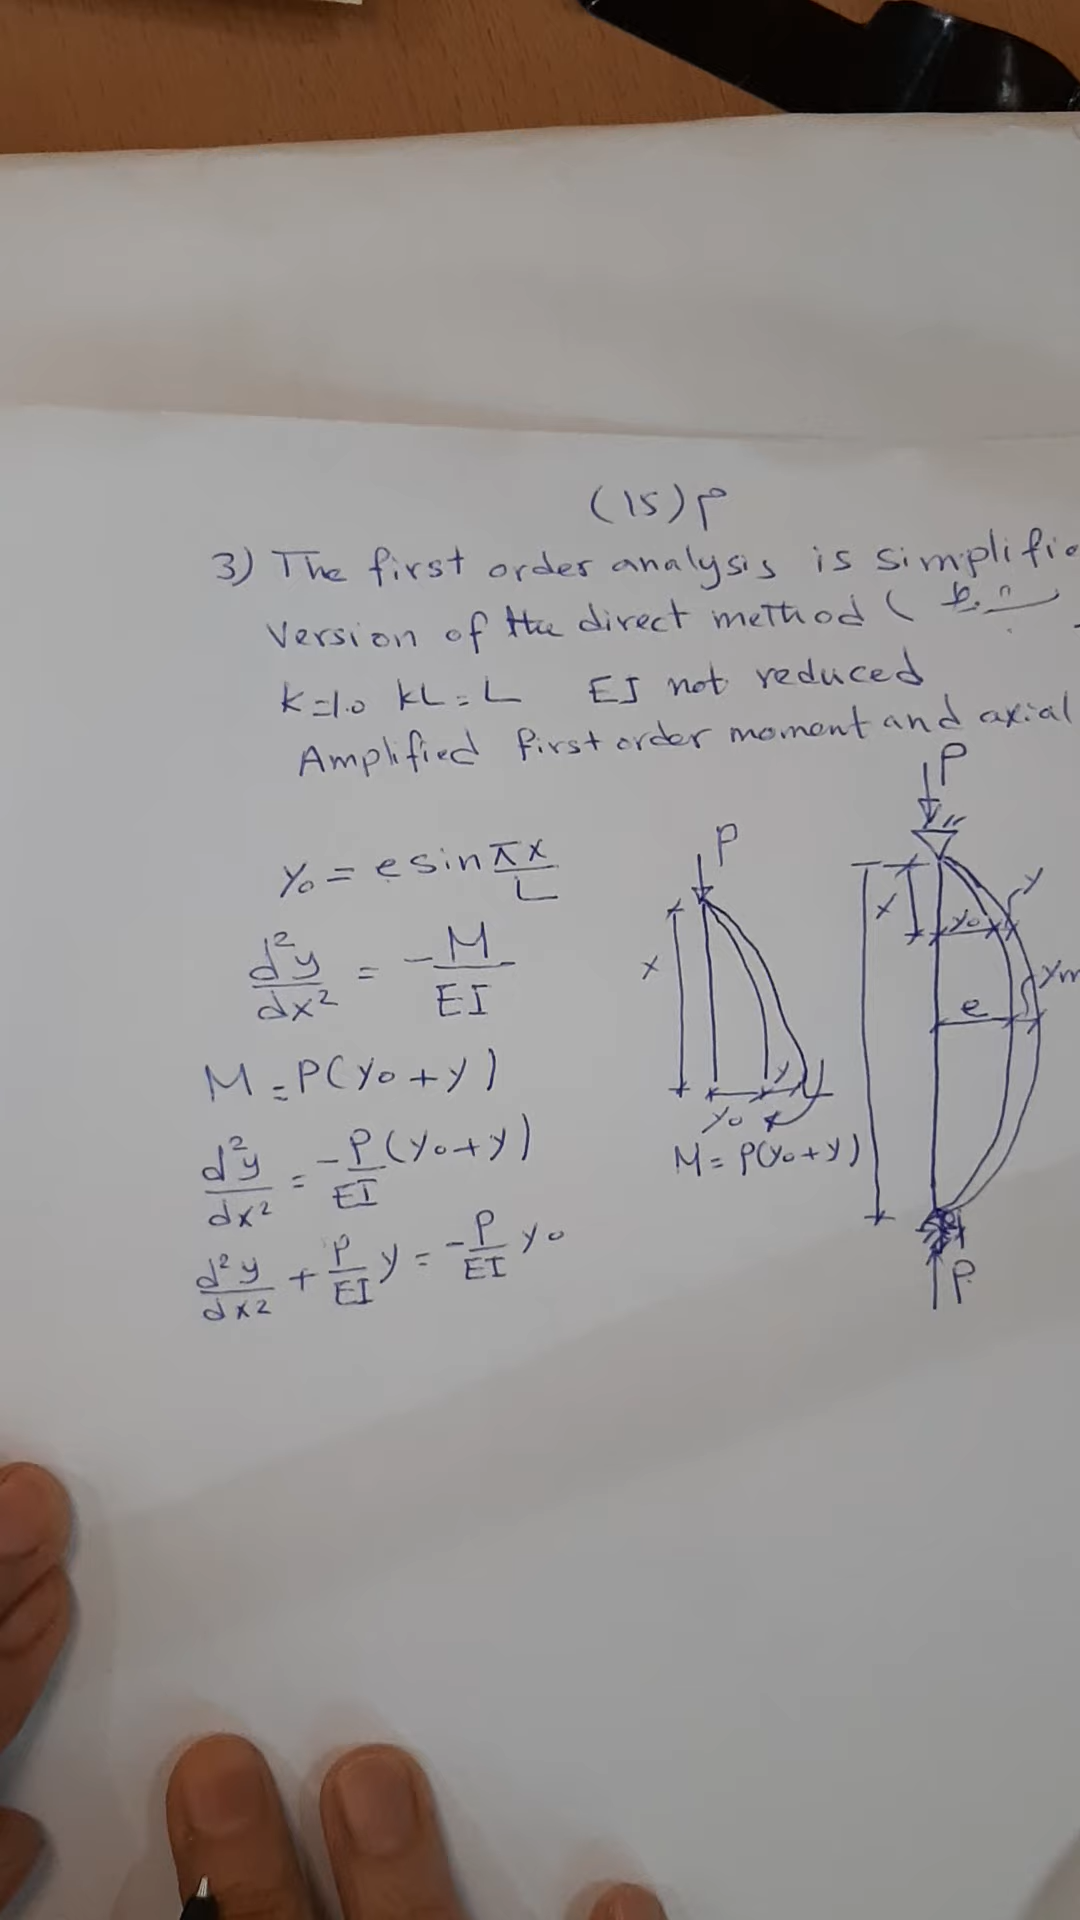 (15) P
3) The first order analysis is simplifie
Version of the direct method (
K=1.0 KL=L EI not reduced
Amplified first order moment and axial
P
P
y₀ = e sin πx/L
x
y₀
y
d²y/dx² = -M/EI
x
e
ym
M = P(y₀+y)
y
y₀
d²y/dx² = -P/EI (y₀+y)
M = P(y₀+y)
d²y/dx² + P/EI y = -P/EI y₀
P